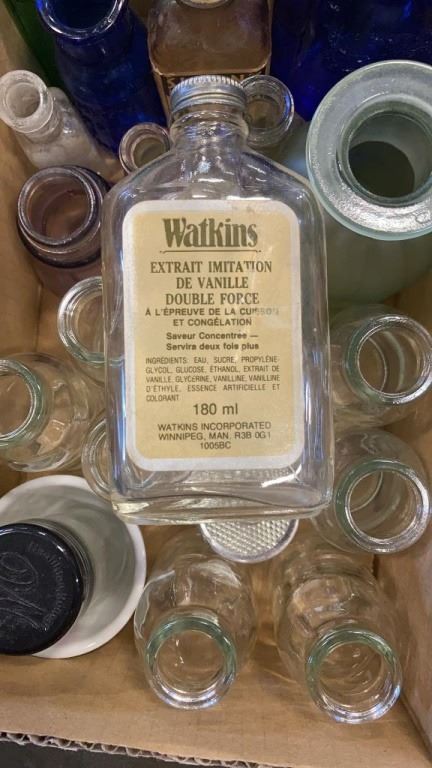 Watkins
EXTRAIT IMITATION
DE VANILLE
DOUBLE FORCE
À L'ÉPREUVE DE LA CUISSON
ET CONGÉLATION
Saveur Concentrée —
Servira deux fois plus
INGRÉDIENTS: EAU, SUCRE, PROPYLÈNE-
GLYCOL, GLUCOSE, ÉTHANOL, EXTRAIT DE
VANILLE, GLYCÉRINE, VANILLINE, VANILLINE
D'ÉTHYLE, ESSENCE ARTIFICIELLE ET
COLORANT.
180 ml
WATKINS INCORPORATED
WINNIPEG, MAN. R3B 0G1
1005BC